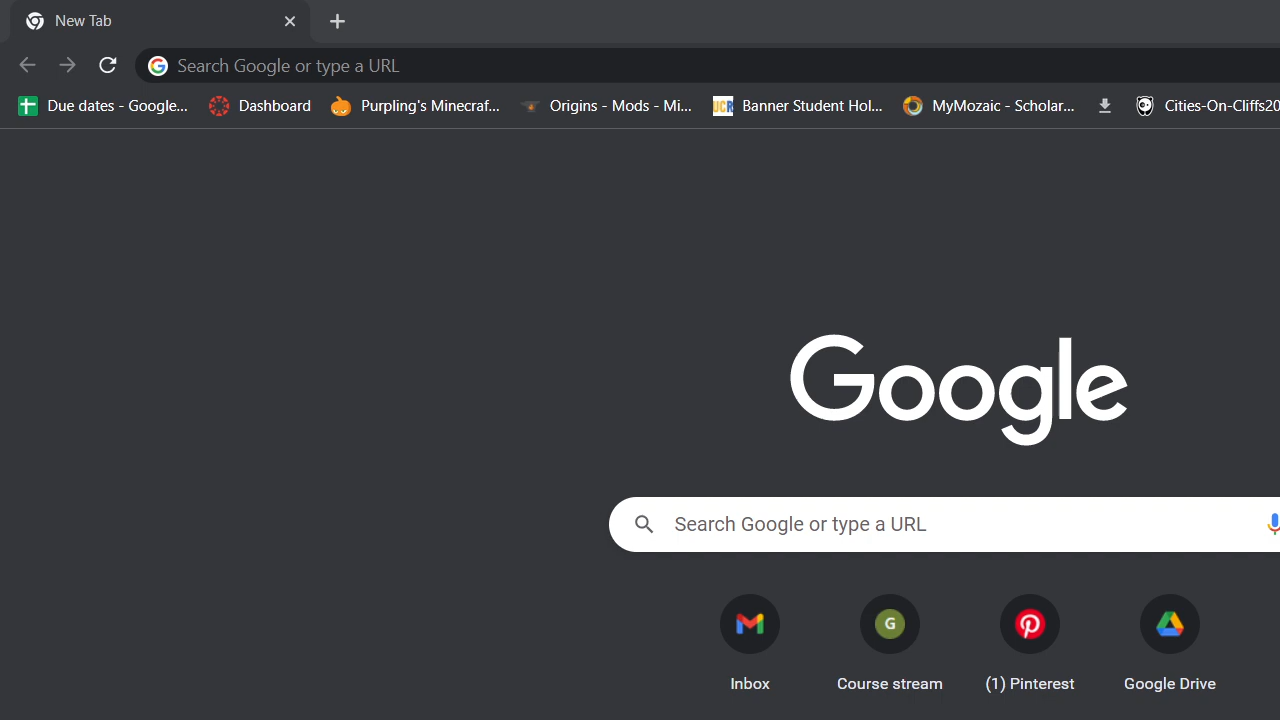 New Tab
Search Google or type a URL
Due dates - Google... Dashboard Purpling's Minecraf... Origins - Mods - Mi... UCR Banner Student Hol... MyMozaic - Scholar... Cities-On-Cliffs20
Google
Search Google or type a URL
G
Inbox Course stream (1) Pinterest Google Drive